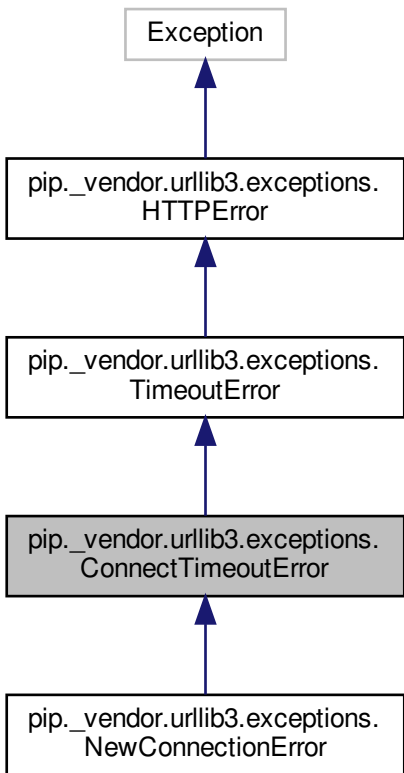 Exception
pip._vendor.urllib3.exceptions.
HTTPError
pip._vendor.urllib3.exceptions.
TimeoutError
pip._vendor.urllib3.exceptions.
ConnectTimeoutError
pip._vendor.urllib3.exceptions.
NewConnectionError